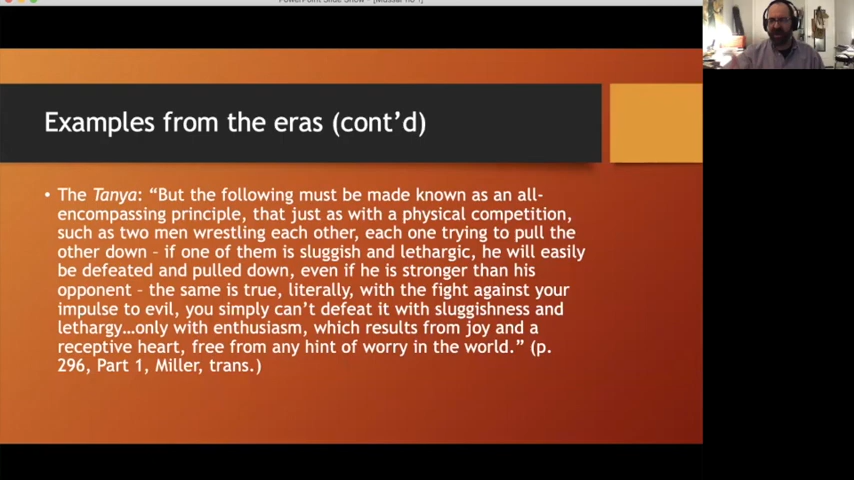 PowerPoint Slide Show - [Mussar
Examples from the eras (cont’d)
• The Tanya: “But the following must be made known as an all-
encompassing principle, that just as with a physical competition,
such as two men wrestling each other, each one trying to pull the
other down – if one of them is sluggish and lethargic, he will easily
be defeated and pulled down, even if he is stronger than his
opponent – the same is true, literally, with the fight against your
impulse to evil, you simply can’t defeat it with sluggishness and
lethargy…only with enthusiasm, which results from joy and a
receptive heart, free from any hint of worry in the world.” (p.
296, Part 1, Miller, trans.)